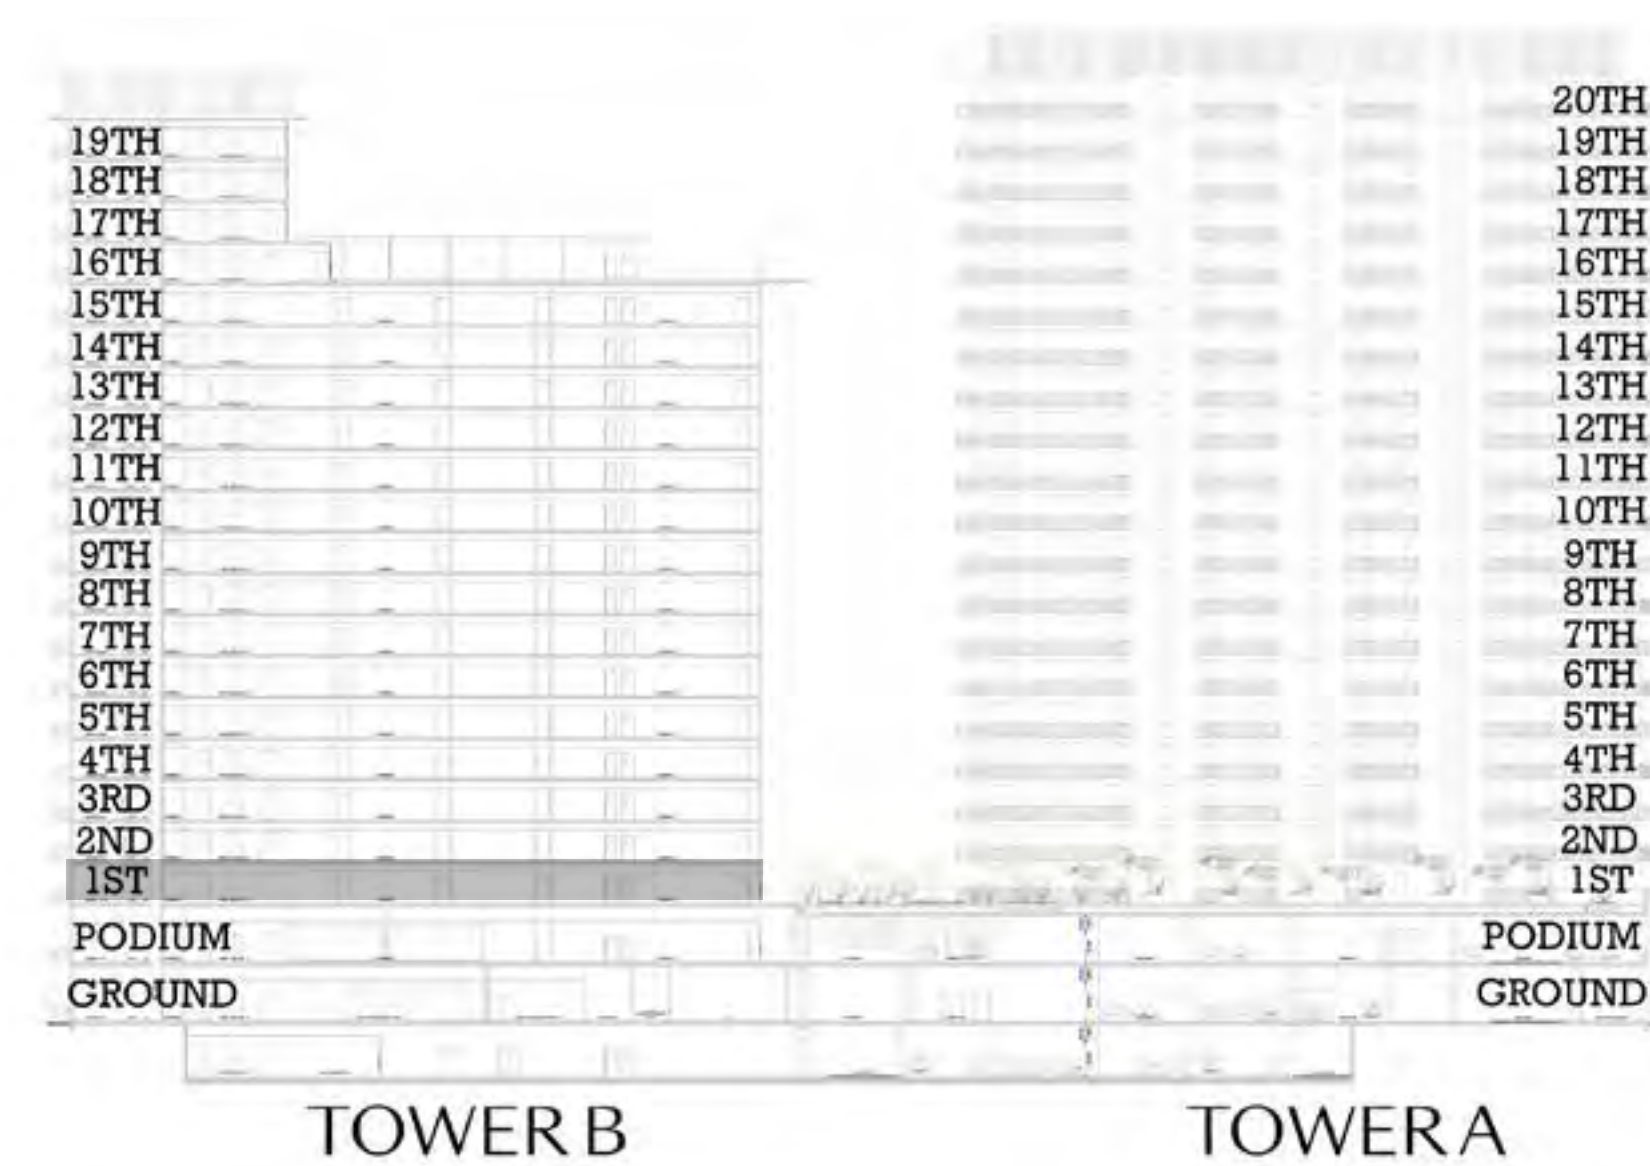 20TH
19TH 19TH
18TH 18TH
17TH 17TH
16TH 16TH
15TH 15TH
14TH 14TH
13TH 13TH
12TH 12TH
11TH 11TH
10TH 10TH
9TH 9TH
8TH 8TH
7TH 7TH
6TH 6TH
5TH 5TH
4TH 4TH
3RD 3RD
2ND 2ND
1ST 1ST
PODIUM PODIUM
GROUND GROUND
TOWER B TOWER A